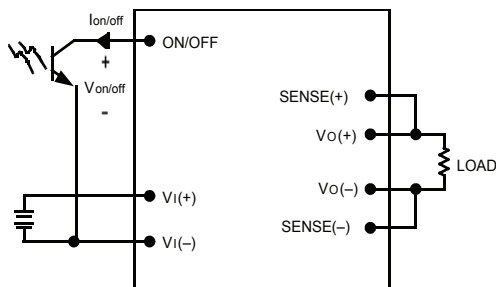 Ion/off
ON/OFF
+
Von/off
-
SENSE(+)
VO(+)
LOAD
VO(–)
SENSE(–)
VI(+)
VI(–)